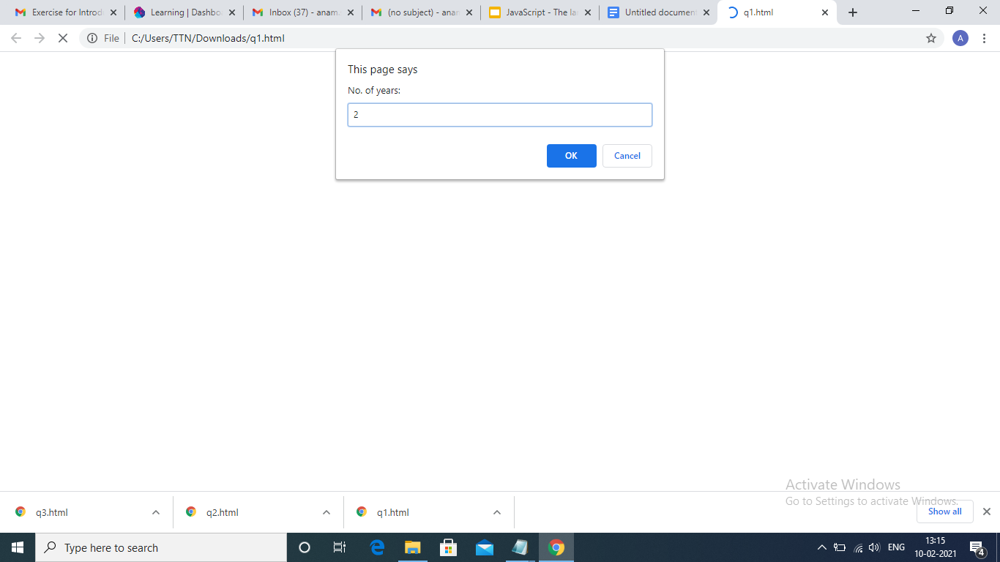 Exercise for Introd
Learning | Dashbo
Inbox (37) - anam
(no subject) - anam
JavaScript - The la
Untitled document
q1.html
File
C:/Users/TTN/Downloads/q1.html
A
This page says
No. of years:
2
OK
Cancel
Activate Windows
Go to Settings to activate Windows.
q3.html
q2.html
q1.html
Show all
Type here to search
ENG
13:15
10-02-2021
4